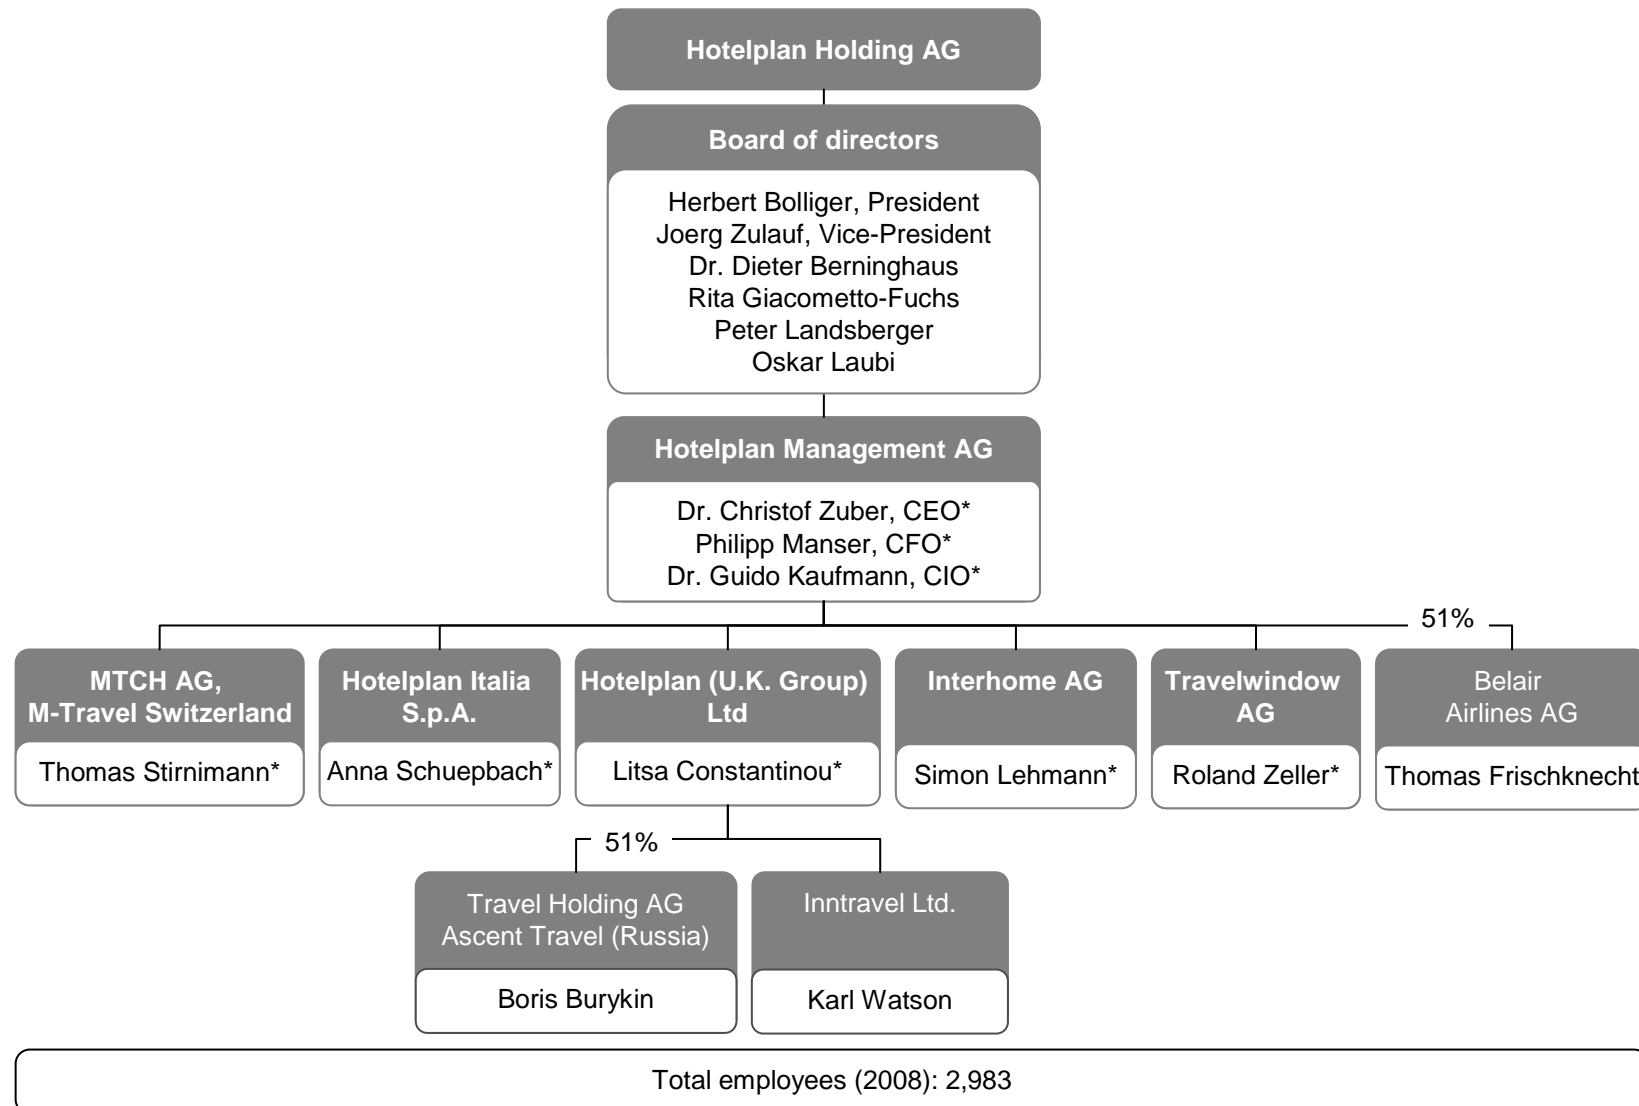 Hotelplan Holding AG
Board of directors
Herbert Bolliger, President
Joerg Zulauf, Vice-President
Dr. Dieter Berninghaus
Rita Giacometto-Fuchs
Peter Landsberger
Oskar Laubi
Hotelplan Management AG
Dr. Christof Zuber, CEO*
Philipp Manser, CFO*
Dr. Guido Kaufmann, CIO*
51%
MTCH AG,
M-Travel Switzerland
Thomas Stirnimann*
Hotelplan Italia
S.p.A.
Anna Schuepbach*
Hotelplan (U.K. Group)
Ltd
Litsa Constantinou*
Interhome AG
Simon Lehmann*
Travelwindow
AG
Roland Zeller*
Belair
Airlines AG
Thomas Frischknecht
51%
Travel Holding AG
Ascent Travel (Russia)
Boris Burykin
Inntravel Ltd.
Karl Watson
Total employees (2008): 2,983